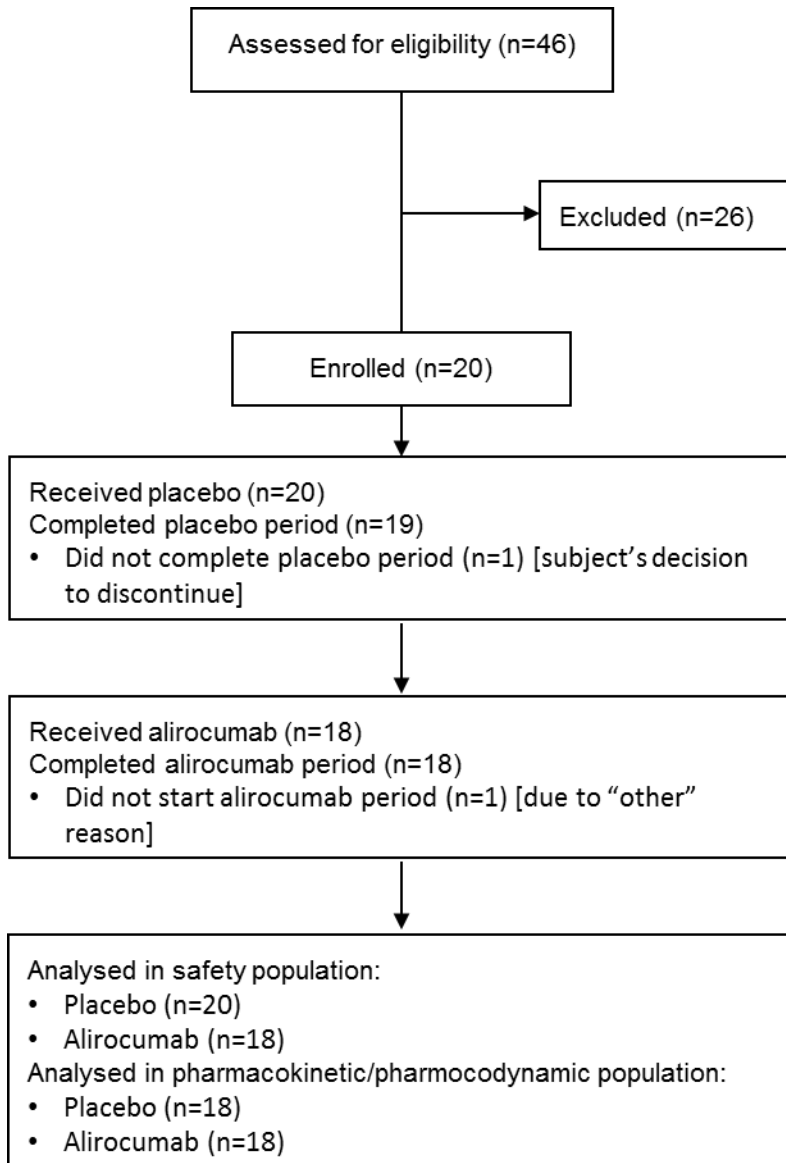 Assessed for eligibility (n=46)
Excluded (n=26)
Enrolled (n=20)
Received placebo (n=20)
Completed placebo period (n=19)
• Did not complete placebo period (n=1) [subject's decision
to discontinue]
Received alirocumab (n=18)
Completed alirocumab period (n=18)
• Did not start alirocumab period (n=1) [due to “other”
reason]
Analysed in safety population:
• Placebo (n=20)
• Alirocumab (n=18)
Analysed in pharmacokinetic/pharmocodynamic population:
• Placebo (n=18)
• Alirocumab (n=18)